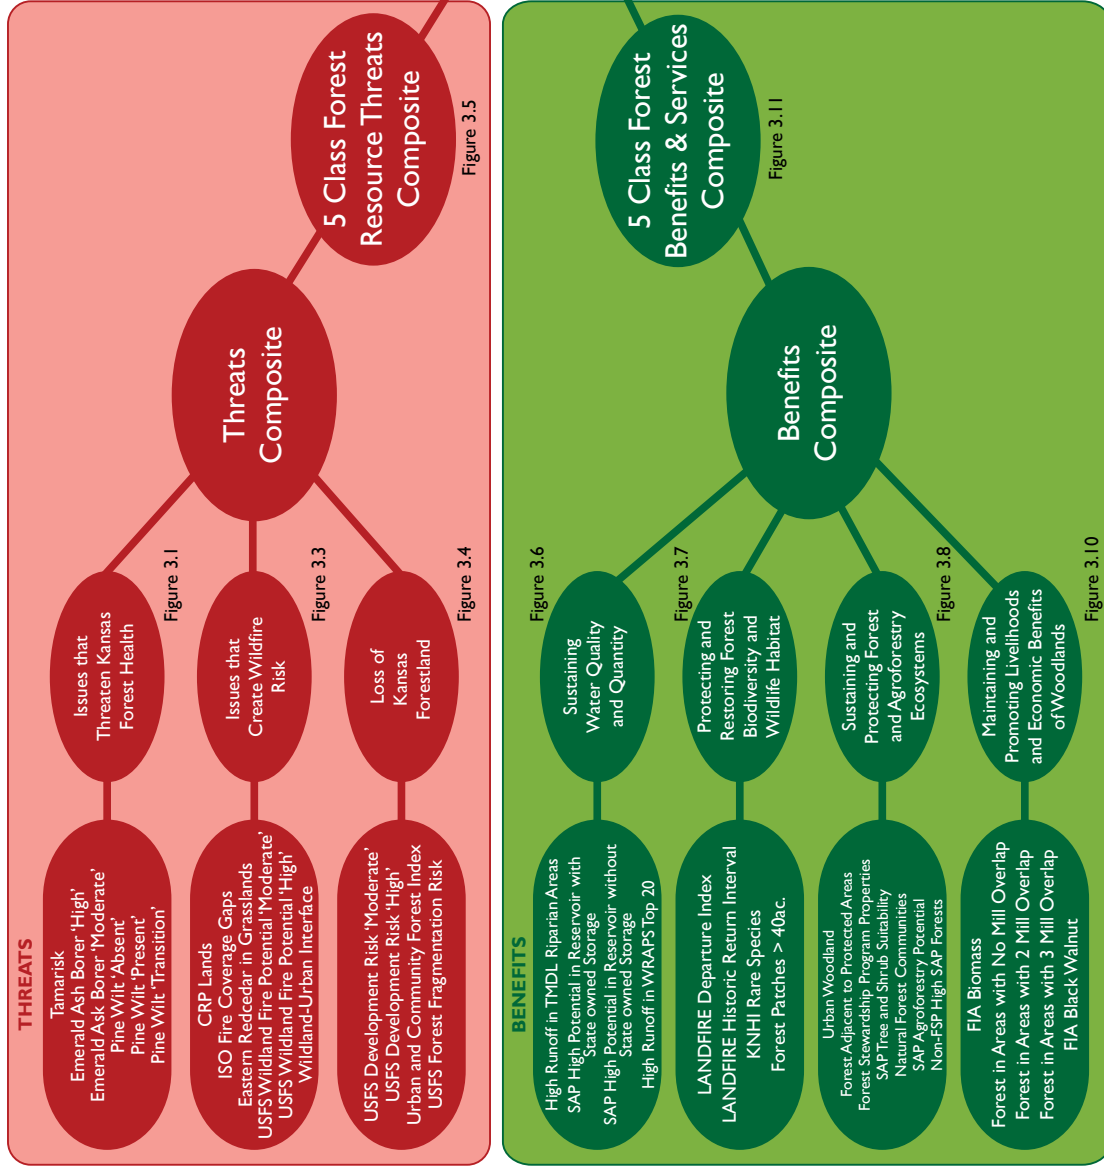 THREATS
Tamarisk
Emerald Ash Borer ‘High’
Emerald Ask Borer ‘Moderate’
Pine Wilt ‘Absent’
Pine Wilt ‘Present’
Pine Wilt ‘Transition’
Issues that
Threaten Kansas
Forest Health
Figure 3.1
CRP Lands
ISO Fire Coverage Gaps
Eastern Redcedar in Grasslands
USFS Wildland Fire Potential ‘Moderate’
USFS Wildland Fire Potential ‘High’
Wildland-Urban Interface
Issues that
Create Wildfire
Risk
Figure 3.3
USFS Development Risk ‘Moderate’
USFS Development Risk ‘High’
Urban and Community Forest Index
USFS Forest Fragmentation Risk
Loss of
Kansas
Forestland
Figure 3.4
Threats
Composite
5 Class Forest
Resource Threats
Composite
Figure 3.5
BENEFITS
High Runoff in TMDL Riparian Areas
SAP High Potential in Reservoir with
State owned Storage
SAP High Potential in Reservoir without
State owned Storage
High Runoff in WRAPS Top 20
Sustaining
Water Quality
and Quantity
Figure 3.6
LANDFIRE Departure Index
LANDFIRE Historic Return Interval
KNHI Rare Species
Forest Patches > 40ac.
Protecting and
Restoring Forest
Biodiversity and
Wildlife Habitat
Figure 3.7
Urban Woodland
Forest Adjacent to Protected Areas
Forest Stewardship Program Properties
SAP Tree and Shrub Suitability
Natural Forest Communities
SAP Agroforestry Potential
Non-FSP High SAP Forests
Sustaining and
Protecting Forest
and Agroforestry
Ecosystems
Figure 3.8
FIA Biomass
Forest in Areas with No Mill Overlap
Forest in Areas with 2 Mill Overlap
Forest in Areas with 3 Mill Overlap
FIA Black Walnut
Maintaining and
Promoting Livelihoods
and Economic Benefits
of Woodlands
Figure 3.10
Benefits
Composite
5 Class Forest
Benefits & Services
Composite
Figure 3.11